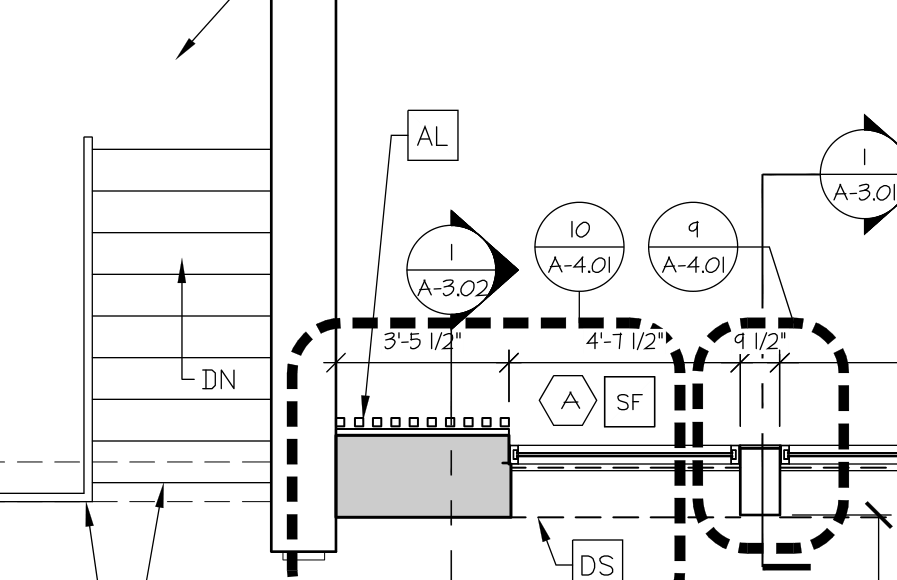 AL
1
A-3.01
10
A-4.01
9
A-4.01
1
A-3.02
3'-5 1/2"
4'-7 1/2"
9 1/2"
DN
A
SF
DS